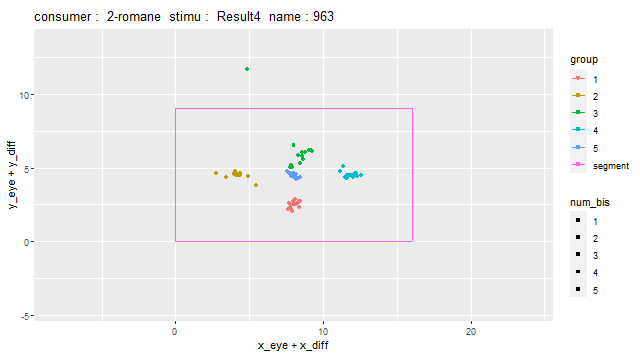 consumer :  2-romane  stimu :  Result4  name : 963
y_eye + y_diff
10
5
0
-5
0
10
20
x_eye + x_diff
group
1
2
3
4
5
segment
num_bis
1
2
3
4
5